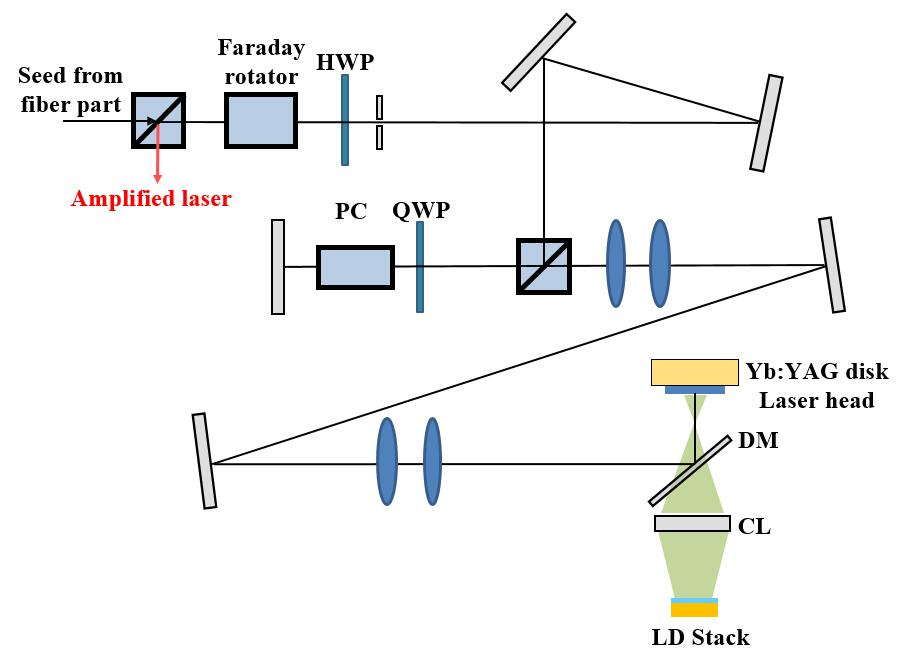 Seed from
fiber part
Faraday
rotator
HWP
Amplified laser
PC
QWP
Yb:YAG disk
Laser head
DM
CL
LD Stack